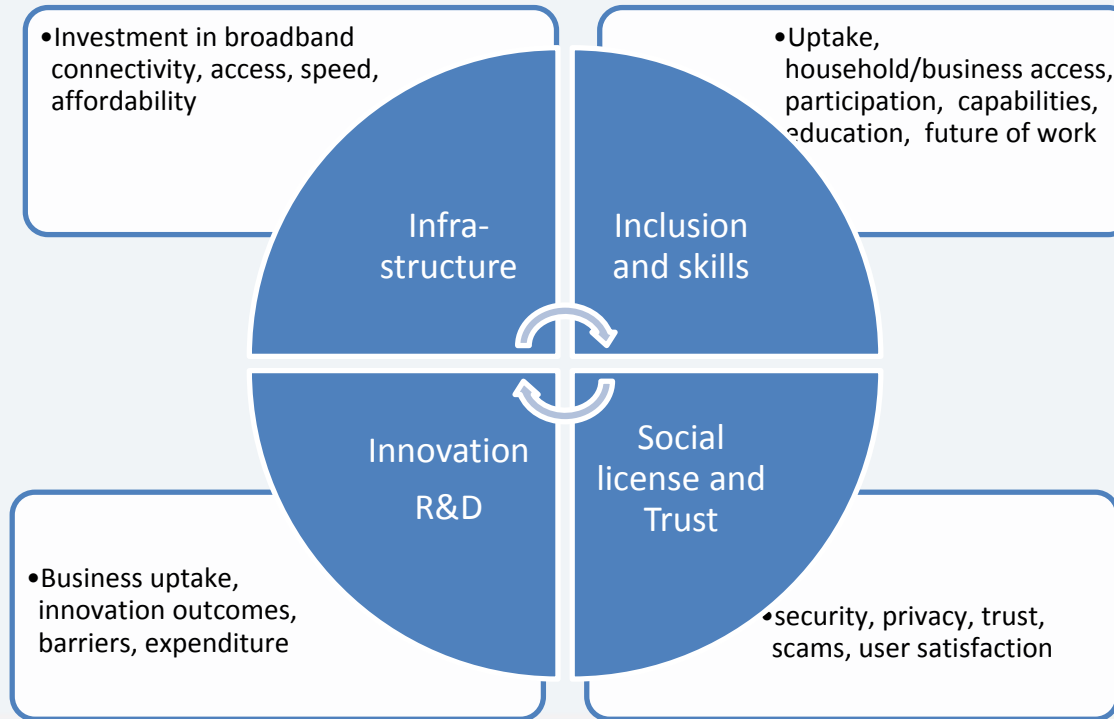 •Investment in broadband
connectivity, access, speed,
affordability
•Uptake,
household/business access,
participation, capabilities,
education, future of work
Infra-
structure
Inclusion
and skills
Innovation
R&D
Social
license and
Trust
•Business uptake,
innovation outcomes,
barriers, expenditure
•security, privacy, trust,
scams, user satisfaction